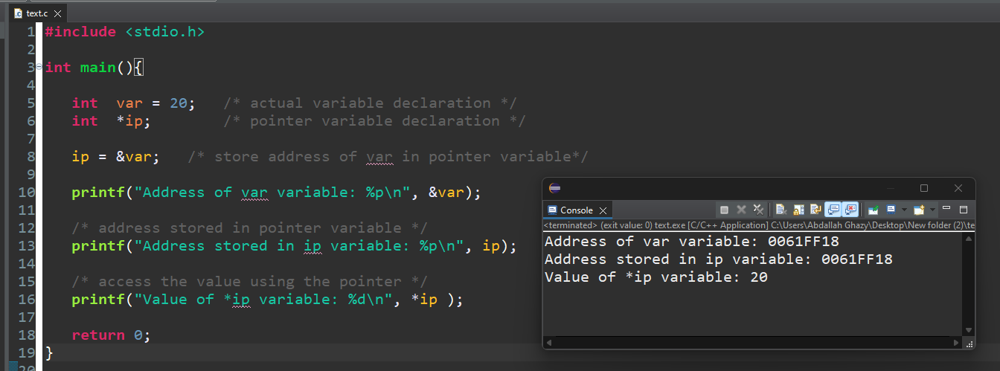 text.c
1 #include <stdio.h>
2
3 int main(){
4
5    int  var = 20;   /* actual variable declaration */
6    int  *ip;        /* pointer variable declaration */
7
8    ip = &var;   /* store address of var in pointer variable*/
9
10    printf("Address of var variable: %p\n", &var);
11
12    /* address stored in pointer variable */
13    printf("Address stored in ip variable: %p\n", ip);
14
15    /* access the value using the pointer */
16    printf("Value of *ip variable: %d\n", *ip );
17
18    return 0;
19 }
20
Console
<terminated> (exit value: 0) text.exe [C/C++ Application] C:\Users\Abdallah Ghazy\Desktop\New folder (2)\te
Address of var variable: 0061FF18
Address stored in ip variable: 0061FF18
Value of *ip variable: 20